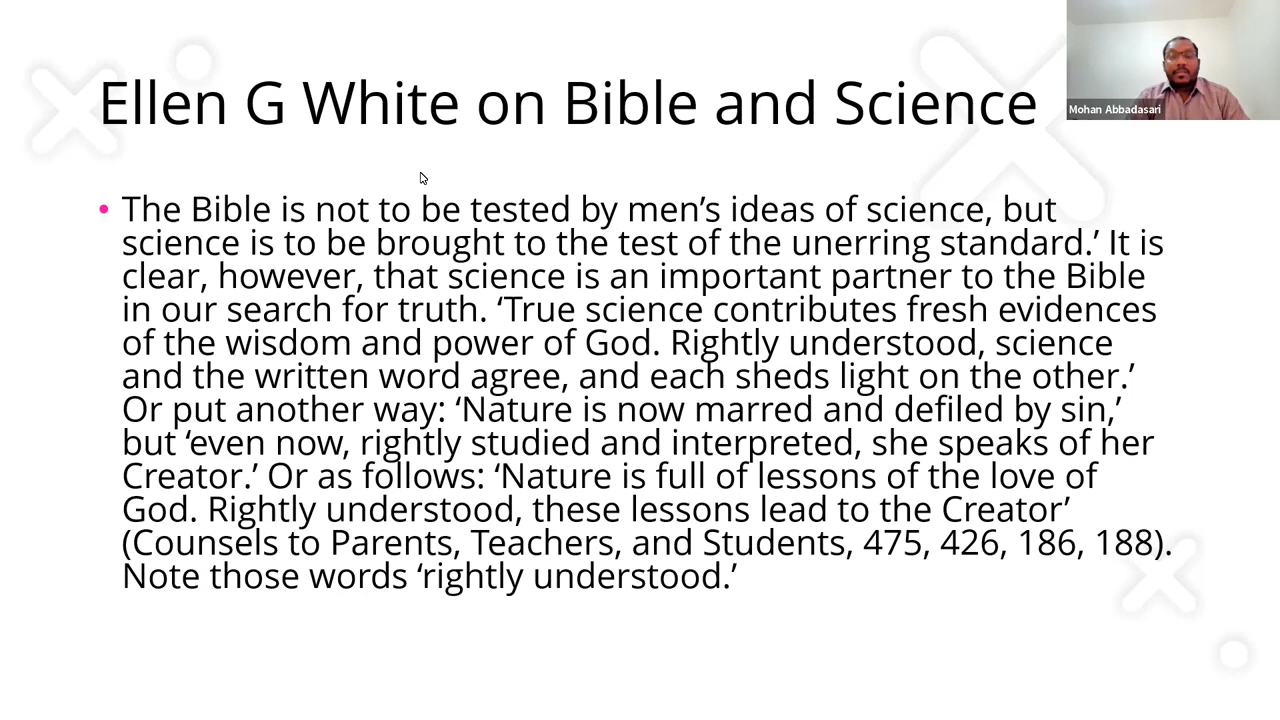 Ellen G White on Bible and Science
Mohan Abbadasari
• The Bible is not to be tested by men’s ideas of science, but
science is to be brought to the test of the unerring standard.’ It is
clear, however, that science is an important partner to the Bible
in our search for truth. ‘True science contributes fresh evidences
of the wisdom and power of God. Rightly understood, science
and the written word agree, and each sheds light on the other.’
Or put another way: ‘Nature is now marred and defiled by sin,’
but ‘even now, rightly studied and interpreted, she speaks of her
Creator.’ Or as follows: ‘Nature is full of lessons of the love of
God. Rightly understood, these lessons lead to the Creator’
(Counsels to Parents, Teachers, and Students, 475, 426, 186, 188).
Note those words ‘rightly understood.’